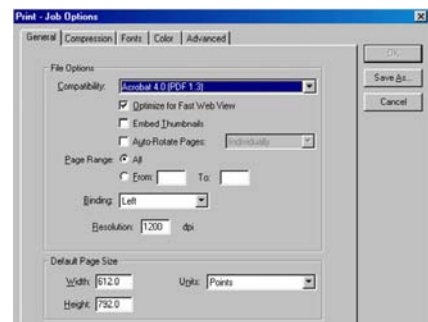 Print - Job Options
General Compression Fonts Color Advanced
OK
File Options
Compatibility: Acrobat 4.0 (PDF 1.3)
Save As...
Optimize for Fast Web View
Cancel
Embed Thumbnails
Auto-Rotate Pages: Individually
Page Range: All
From: To:
Binding: Left
Resolution: 1200 dpi
Default Page Size
Width: 612.0 Units: Points
Height: 792.0